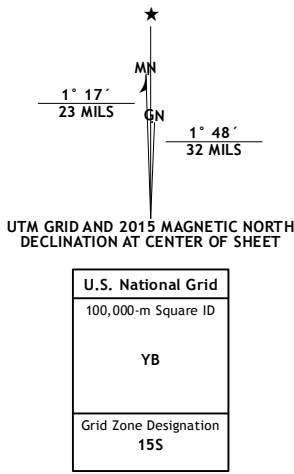 ★
MN
1° 17´
23 MILS
GN
1° 48´
32 MILS
UTM GRID AND 2015 MAGNETIC NORTH
DECLINATION AT CENTER OF SHEET
U.S. National Grid
100,000-m Square ID
YB
Grid Zone Designation
15S